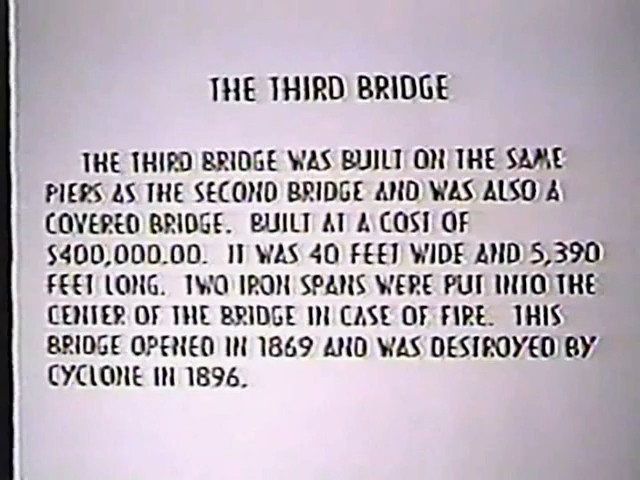 THE THIRD BRIDGE
THE THIRD BRIDGE WAS BUILT ON THE SAME
PIERS AS THE SECOND BRIDGE AND WAS ALSO A
COVERED BRIDGE. BUILT AT A COST OF
$400,000.00. IT WAS 40 FEET WIDE AND 5,390
FEET LONG. TWO IRON SPANS WERE PUT INTO THE
CENTER OF THE BRIDGE IN CASE OF FIRE. THIS
BRIDGE OPENED IN 1869 AND WAS DESTROYED BY
CYCLONE IN 1896.